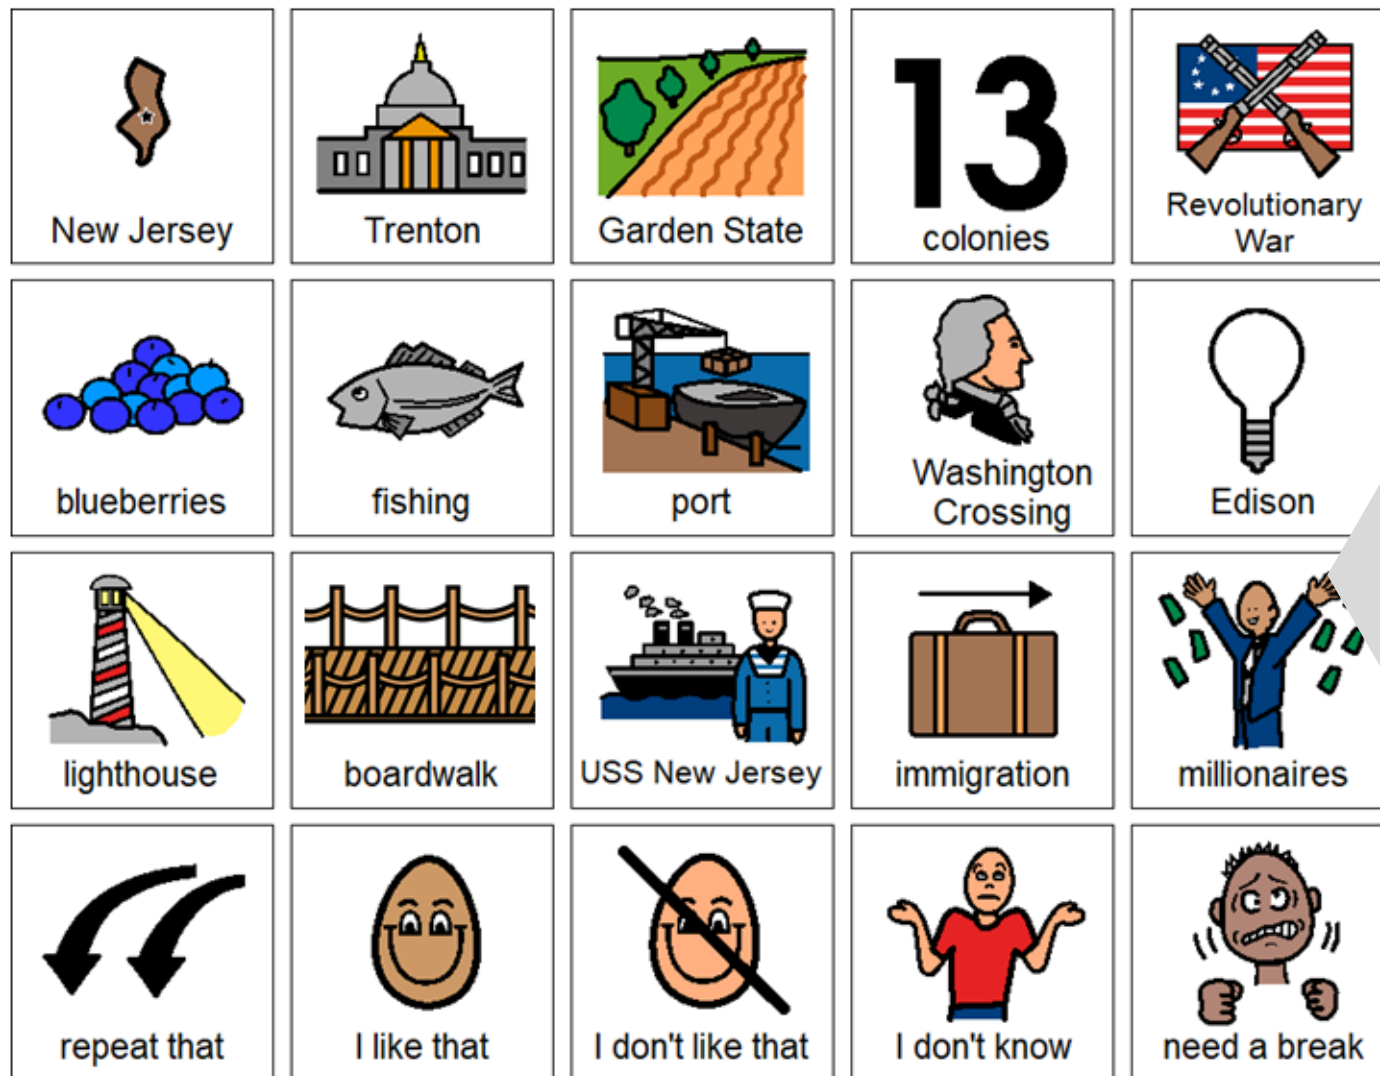 New Jersey
Trenton
Garden State
13
colonies
Revolutionary
War
blueberries
fishing
port
Washington
Crossing
Edison
lighthouse
boardwalk
USS New Jersey
immigration
millionaires
repeat that
I like that
I don't like that
I don't know
need a break